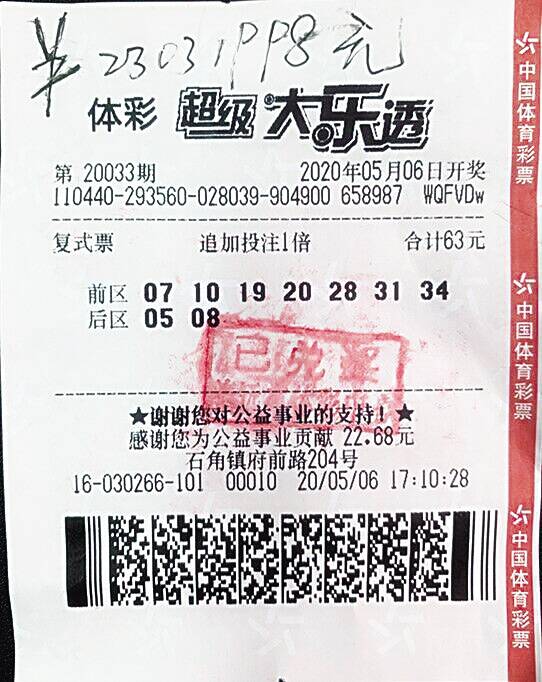 ¥23031998元
体彩 超级大乐透
第 20033期 2020年05月06日开奖
110440-293560-028039-904900 658987 WQFVDw
复式票 追加投注1倍 合计63元
前区 07 10 19 20 28 31 34
后区 05 08
已兑奖
★谢谢您对公益事业的支持！★
感谢您为公益事业贡献 22.68元
石角镇府前路204号
16-030266-101 00010 20/05/06 17:10:28
中国体育彩票
中国体育彩票
中国体育彩票